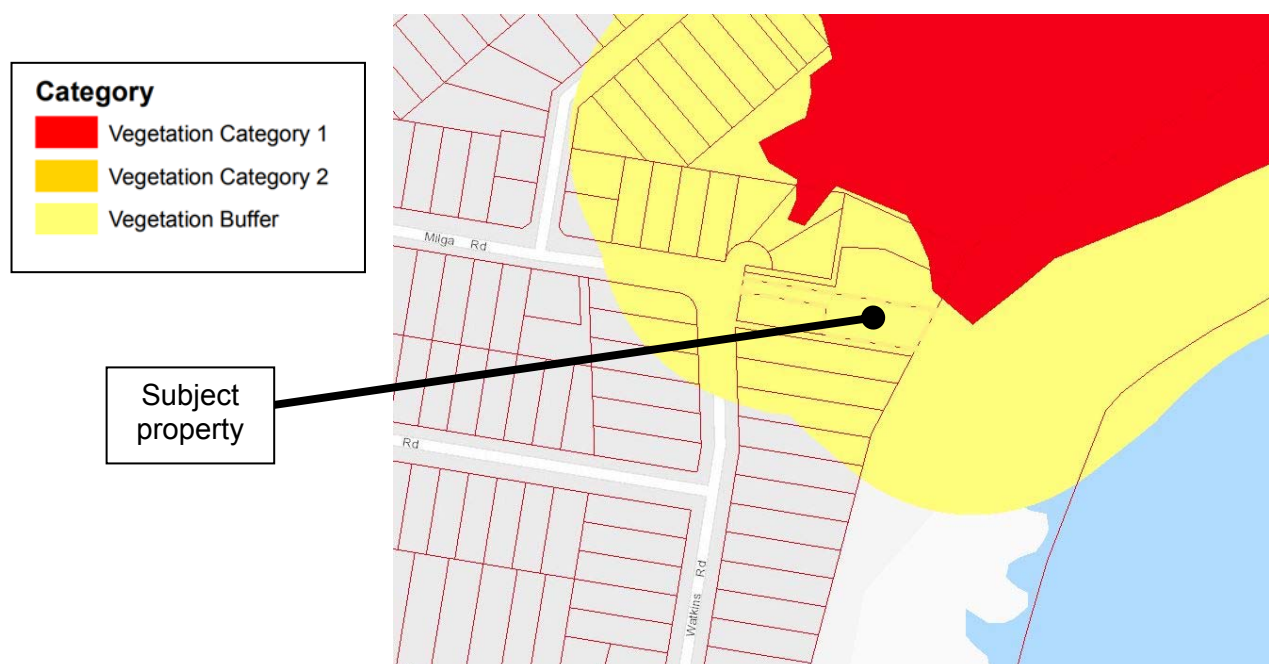 Category
Vegetation Category 1
Vegetation Category 2
Vegetation Buffer
Milga Rd
Subject
property
Rd
Watkins Rd